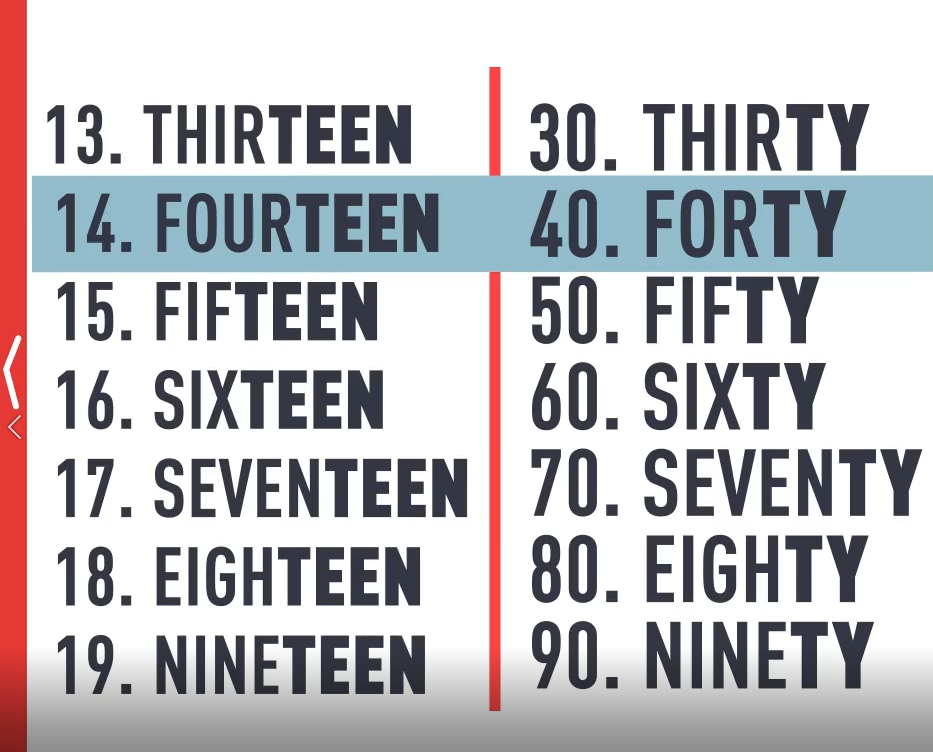 13. THIRTEEN
14. FOURTEEN
15. FIFTEEN
16. SIXTEEN
17. SEVENTEEN
18. EIGHTEEN
19. NINETEEN
30. THIRTY
40. FORTY
50. FIFTY
60. SIXTY
70. SEVENTY
80. EIGHTY
90. NINETY